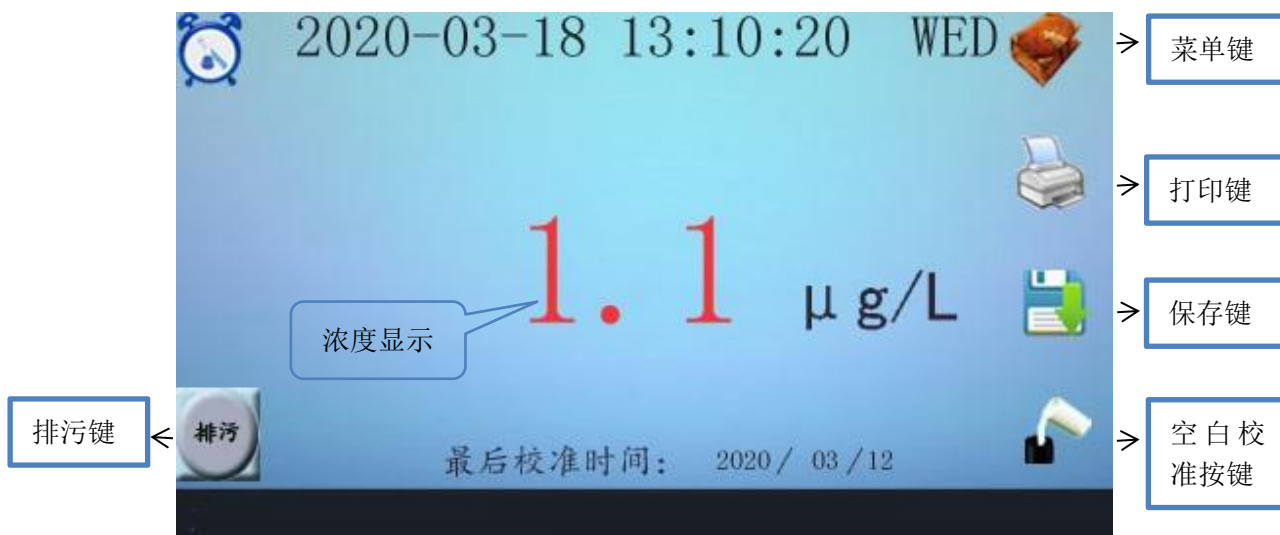 2020-03-18 13:10:20 WED
菜单键
打印键
1.1 μg/L
浓度显示
保存键
排污键
排污
最后校准时间: 2020/ 03 /12
空白校
准按键